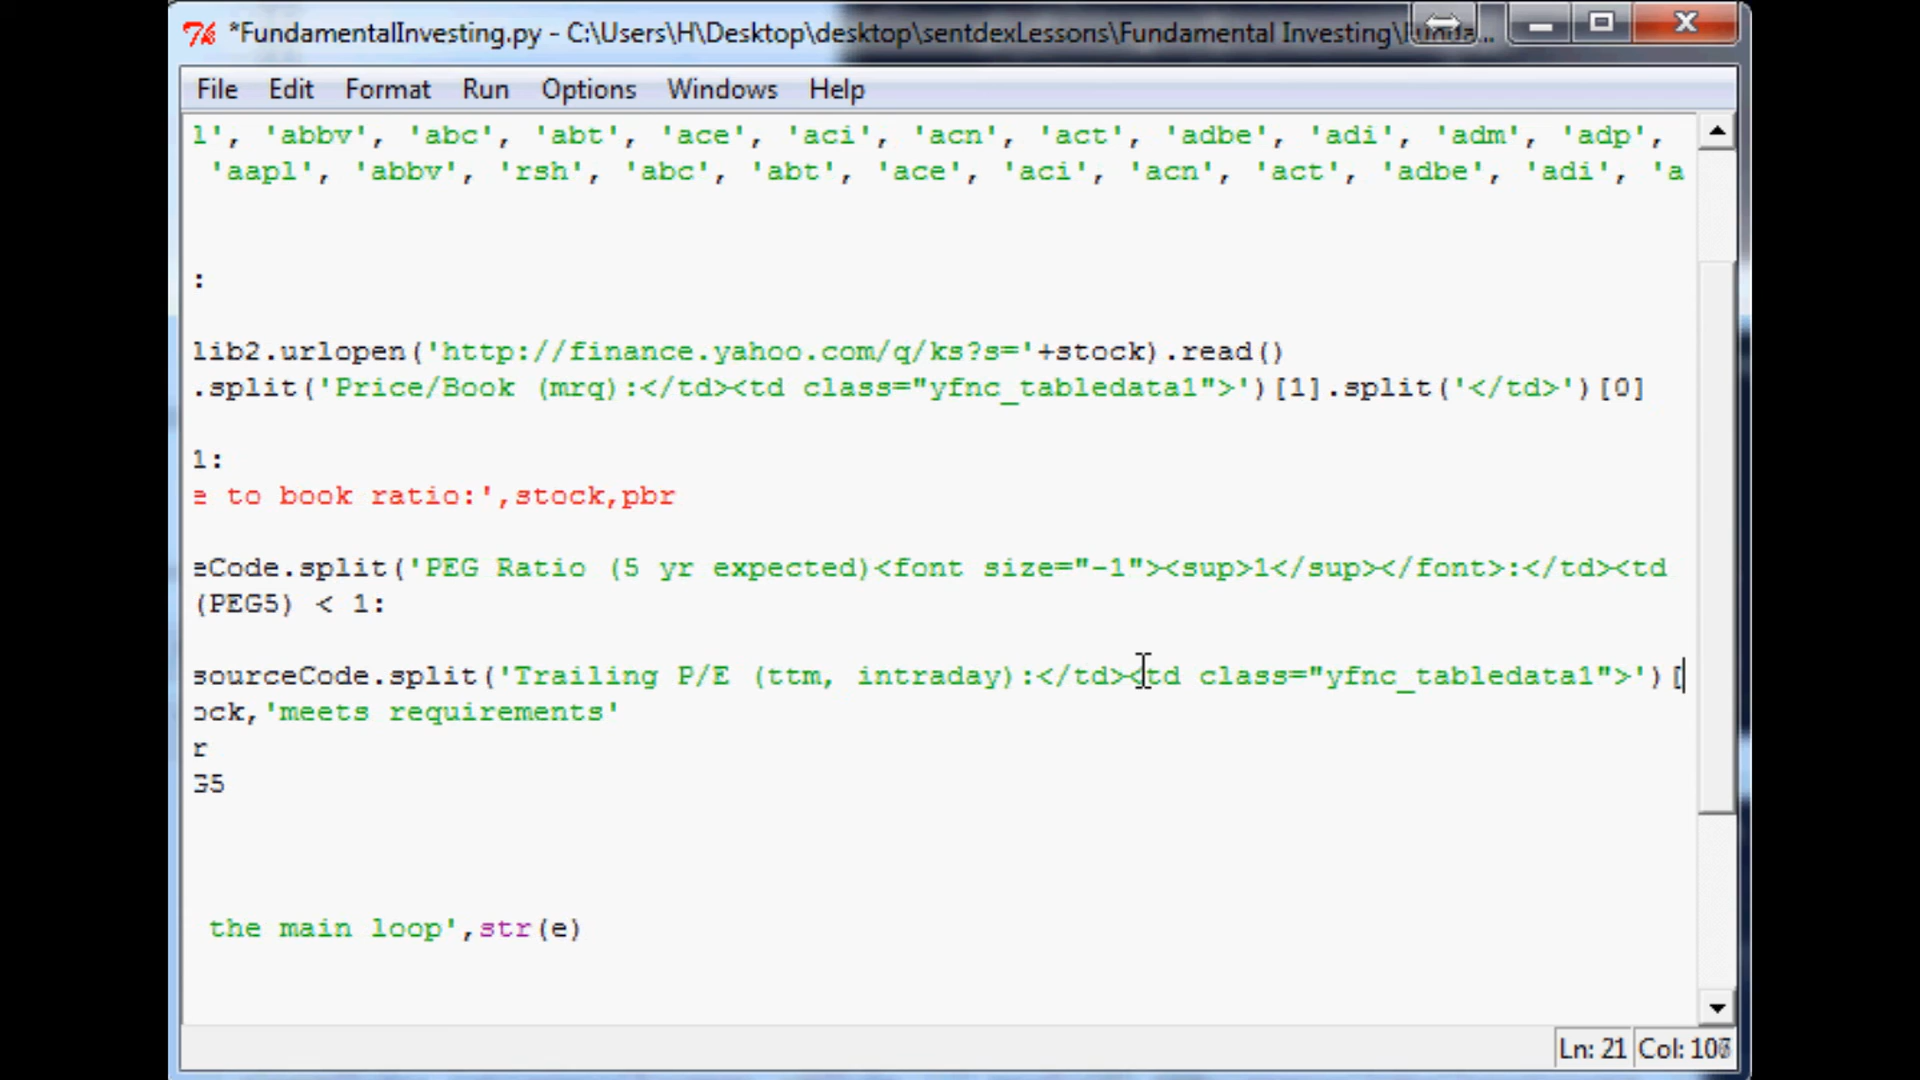 *FundamentalInvesting.py - C:\Users\H\Desktop\desktop\sentdexLessons\Fundamental Investing\Funda...
File Edit Format Run Options Windows Help
l', 'abbv', 'abc', 'abt', 'ace', 'aci', 'acn', 'act', 'adbe', 'adi', 'adm', 'adp',
'aapl', 'abbv', 'rsh', 'abc', 'abt', 'ace', 'aci', 'acn', 'act', 'adbe', 'adi', 'a
:
lib2.urlopen('http://finance.yahoo.com/q/ks?s='+stock).read()
.split('Price/Book (mrq):</td><td class="yfnc_tabledata1">')[1].split('</td>')[0]
1:
e to book ratio:',stock,pbr
eCode.split('PEG Ratio (5 yr expected)<font size="-1"><sup>1</sup></font>:</td><td
(PEG5) < 1:
sourceCode.split('Trailing P/E (ttm, intraday):</td><td class="yfnc_tabledata1">')[
ock,'meets requirements'
r
G5
the main loop',str(e)
Ln: 21 Col: